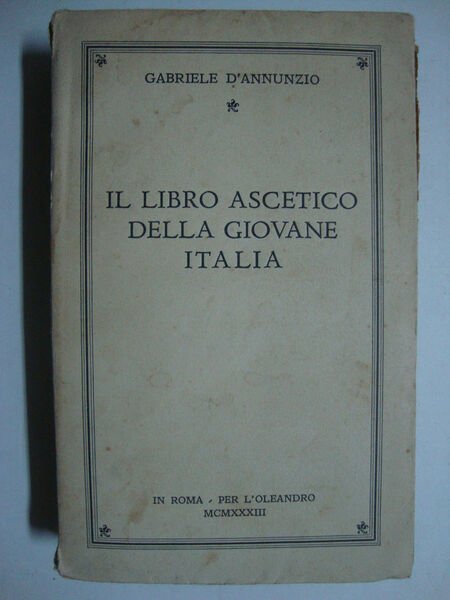 GABRIELE D'ANNUNZIO
IL LIBRO ASCETICO
DELLA GIOVANE
ITALIA
IN ROMA - PER L'OLEANDRO
MCMXXXIII